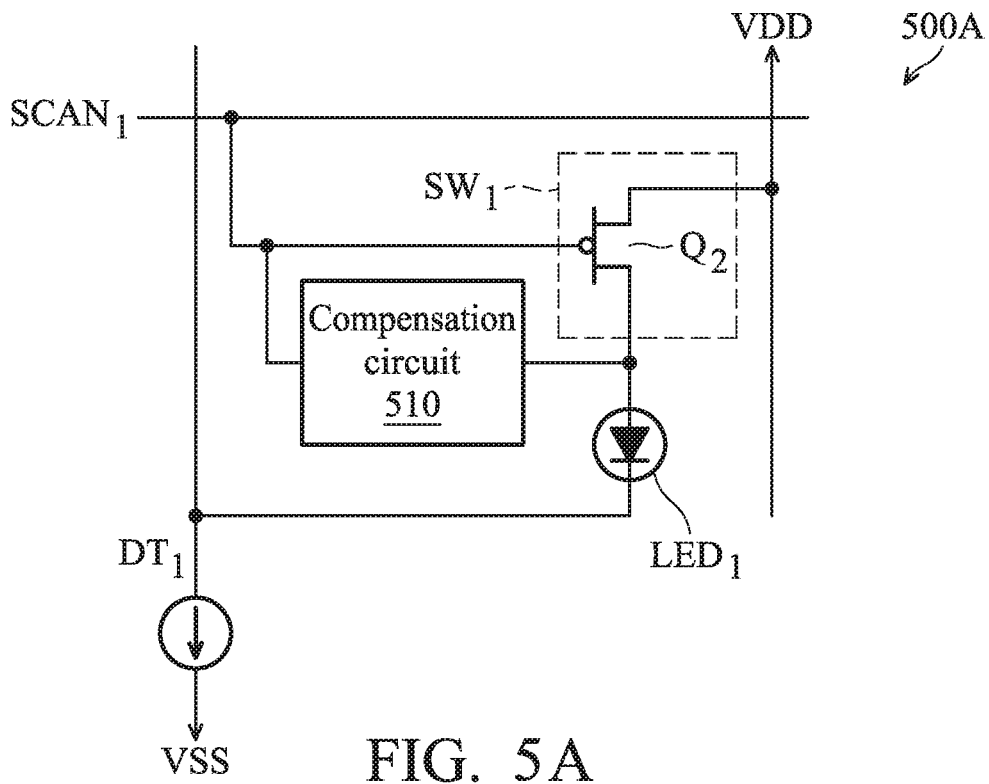 VDD
500A
SCAN1
SW1
Q2
Compensation
circuit
510
DT1
LED1
VSS
FIG. 5A